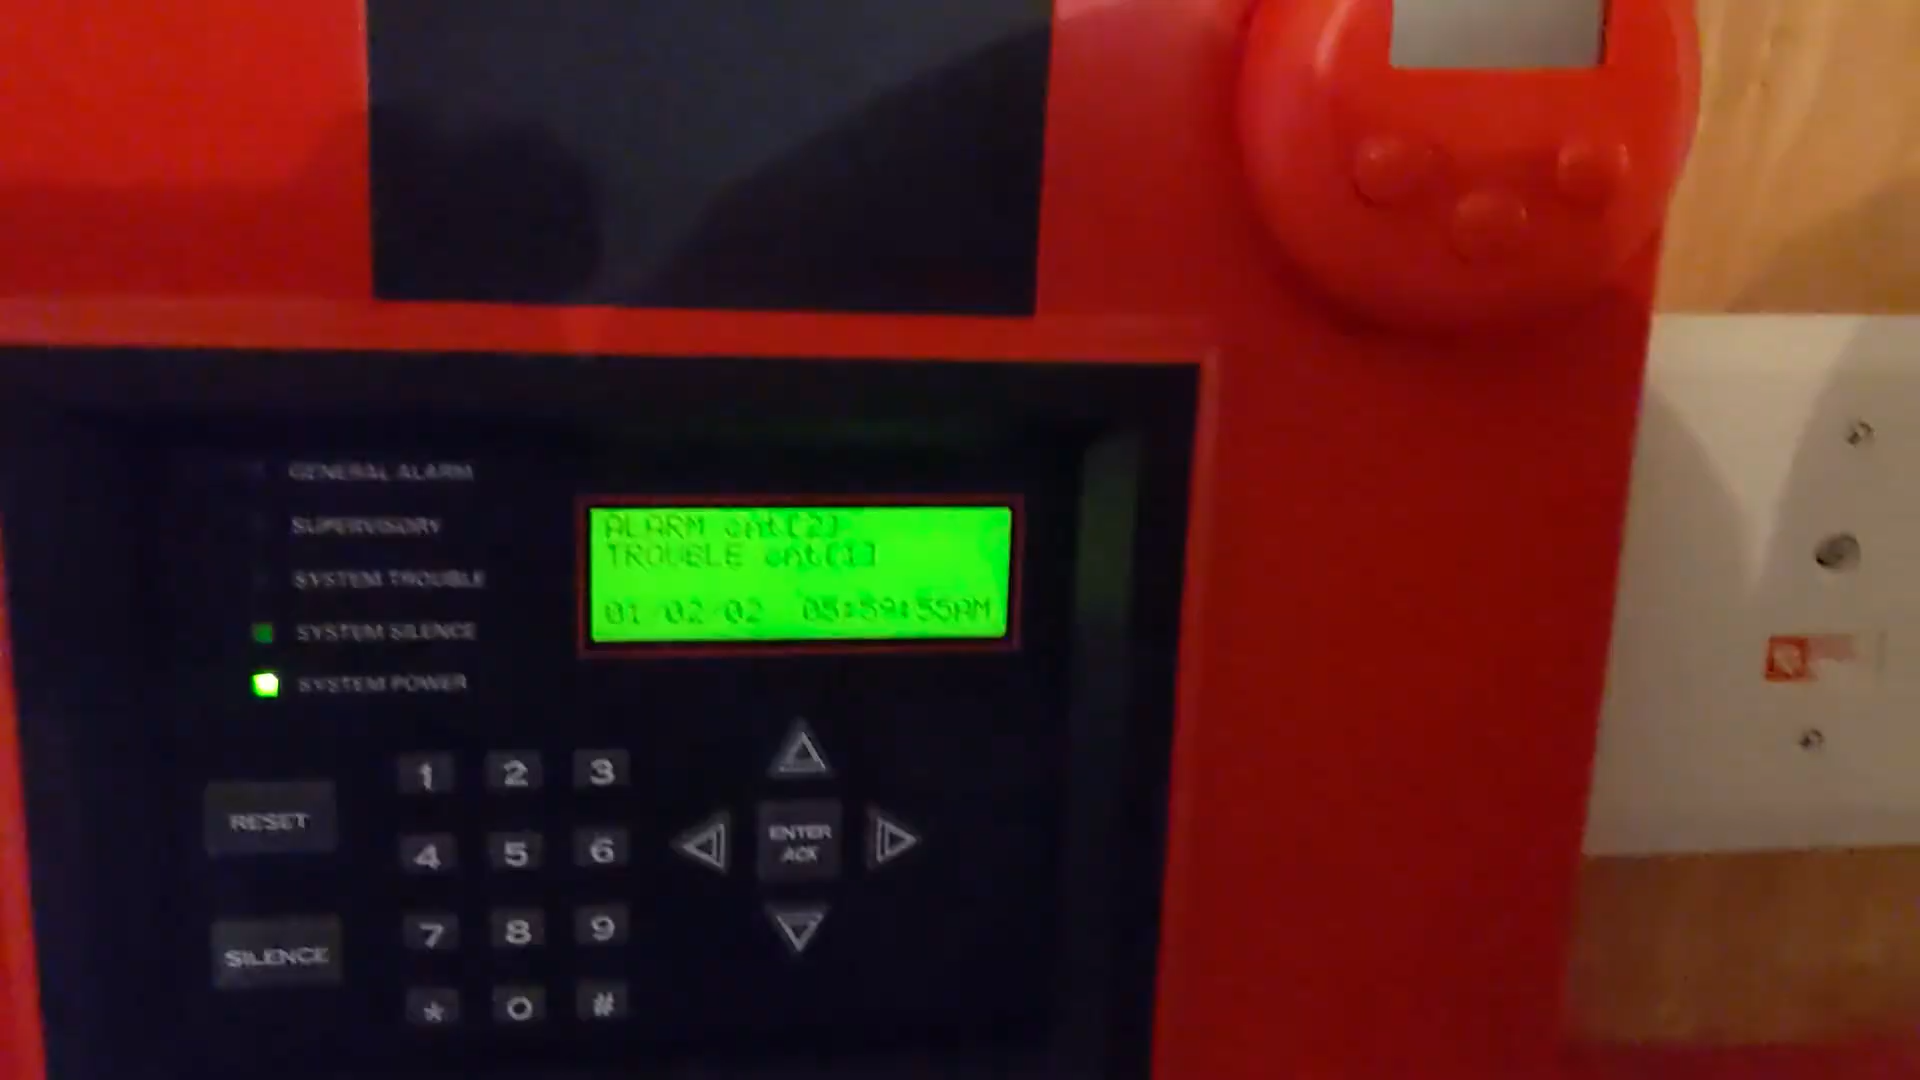 GENERAL ALARM
SUPERVISORY
SYSTEM TROUBLE
SYSTEM SILENCE
SYSTEM POWER
ALARM cnt[2]
TROUBLE cnt[1]
01/02/02 05:59:55AM
RESET
SILENCE
1 2 3
4 5 6
7 8 9
* 0 #
ENTER
ACK